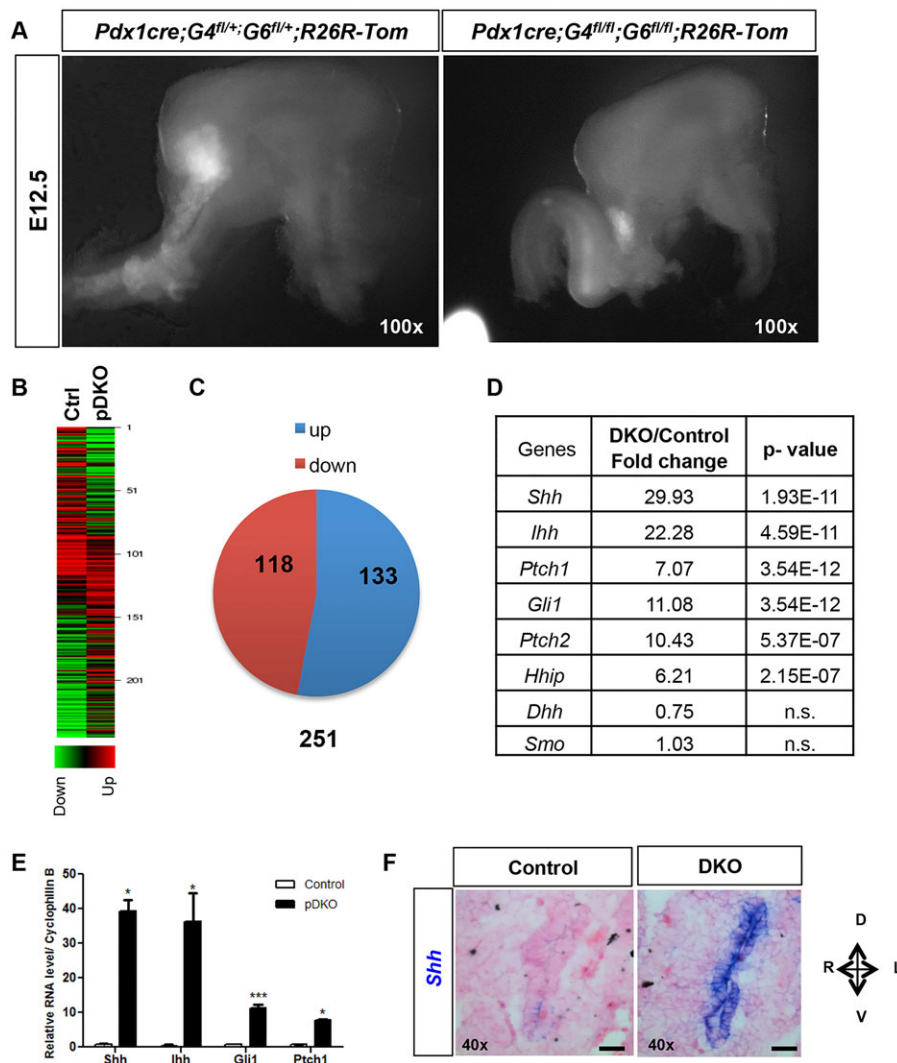 A
Pdx1cre;G4fl/+;G6fl/+;R26R-Tom
Pdx1cre;G4fl/fl;G6fl/fl;R26R-Tom
E12.5
100x
100x
B
Ctrl
pDKO
1
51
101
151
201
Down
Up
C
up
down
118
133
251
D
Genes DKO/Control Fold change p- value
Shh 29.93 1.93E-11
Ihh 22.28 4.59E-11
Ptch1 7.07 3.54E-12
Gli1 11.08 3.54E-12
Ptch2 10.43 5.37E-07
Hhip 6.21 2.15E-07
Dhh 0.75 n.s.
Smo 1.03 n.s.
E
Relative RNA level/ Cyclophilin B
50
40
30
20
10
0
Control
pDKO
*
*
***
*
Shh Ihh Gli1 Ptch1
F
Control
DKO
Shh
40x
40x
D
R L
V